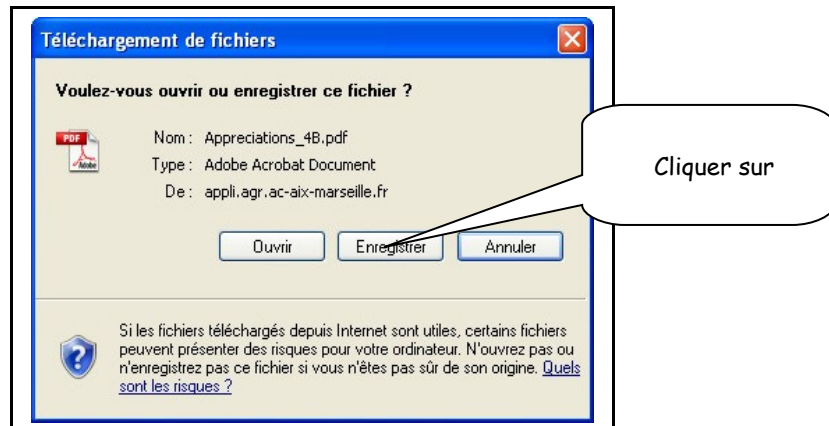 Téléchargement de fichiers
Voulez-vous ouvrir ou enregistrer ce fichier ?
PDF
Adobe
Nom : Appreciations_4B.pdf
Type : Adobe Acrobat Document
De : appli.agr.ac-aix-marseille.fr
Ouvrir Enregistrer Annuler
Cliquer sur
Si les fichiers téléchargés depuis Internet sont utiles, certains fichiers
peuvent présenter des risques pour votre ordinateur. N'ouvrez pas ou
n'enregistrez pas ce fichier si vous n'êtes pas sûr de son origine. Quels
sont les risques ?